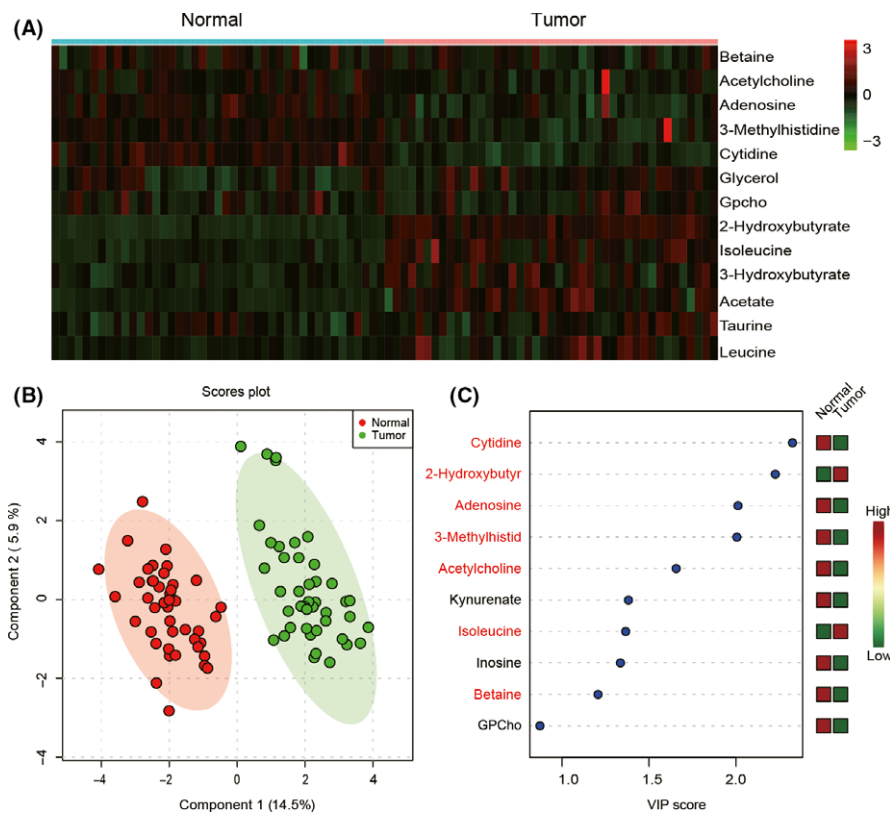 (A)
Normal Tumor
Betaine
Acetylcholine
Adenosine
3-Methylhistidine
Cytidine
Glycerol
Gpcho
2-Hydroxybutyrate
Isoleucine
3-Hydroxybutyrate
Acetate
Taurine
Leucine
3
0
−3
(B)
Scores plot
Normal
Tumor
Component 2 ( 5.9 %)
4
2
0
−2
−4
−4 −2 0 2 4
Component 1 (14.5%)
(C)
Normal
Tumor
Cytidine
2-Hydroxybutyr
Adenosine
3-Methylhistid
Acetylcholine
Kynurenate
Isoleucine
Inosine
Betaine
GPCho
1.0 1.5 2.0
VIP score
High
Low